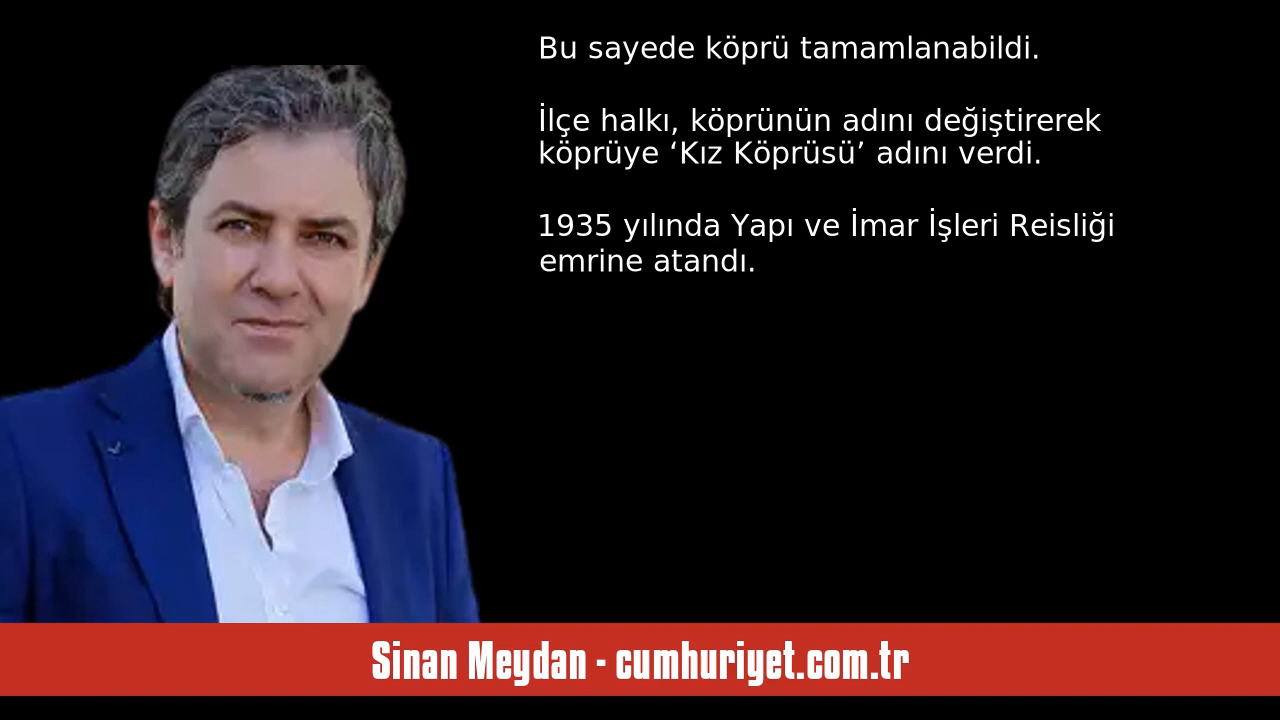 Bu sayede köprü tamamlanabildi.
İlçe halkı, köprünün adını değiştirerek
köprüye ‘Kız Köprüsü’ adını verdi.
1935 yılında Yapı ve İmar İşleri Reisliği
emrine atandı.
Sinan Meydan - cumhuriyet.com.tr